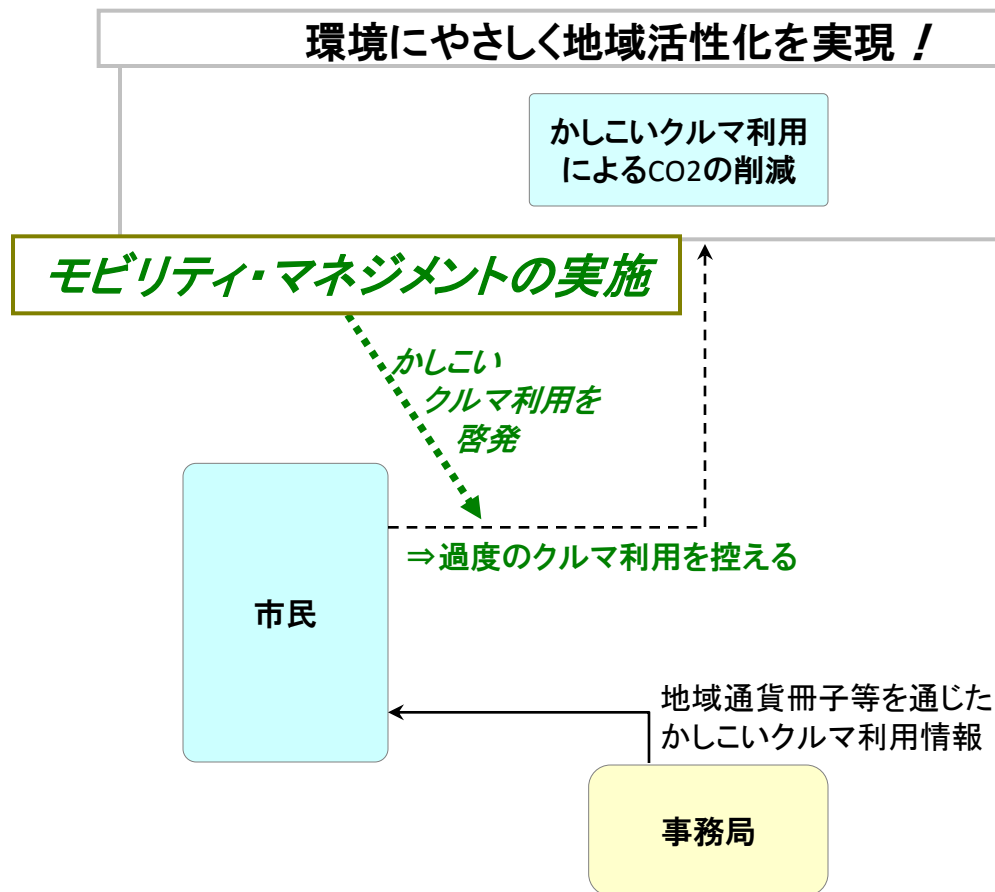 環境にやさしく地域活性化を実現！
かしこいクルマ利用
によるCO2の削減
モビリティ・マネジメントの実施
かしこい
クルマ利用を
啓発
⇒過度のクルマ利用を控える
市民
地域通貨冊子等を通じた
かしこいクルマ利用情報
事務局